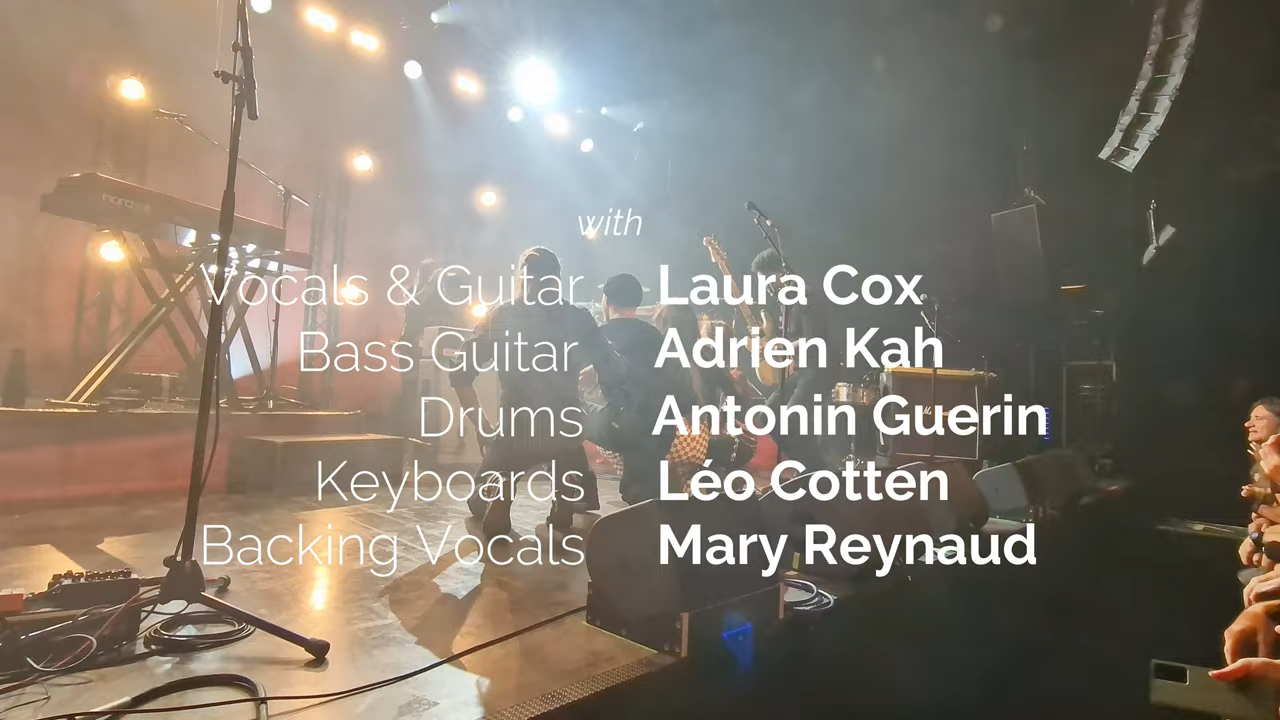 nord
with
Vocals & Guitar Laura Cox
Bass Guitar Adrien Kah
Drums Antonin Guerin
Keyboards Léo Cotten
Backing Vocals Mary Reynaud